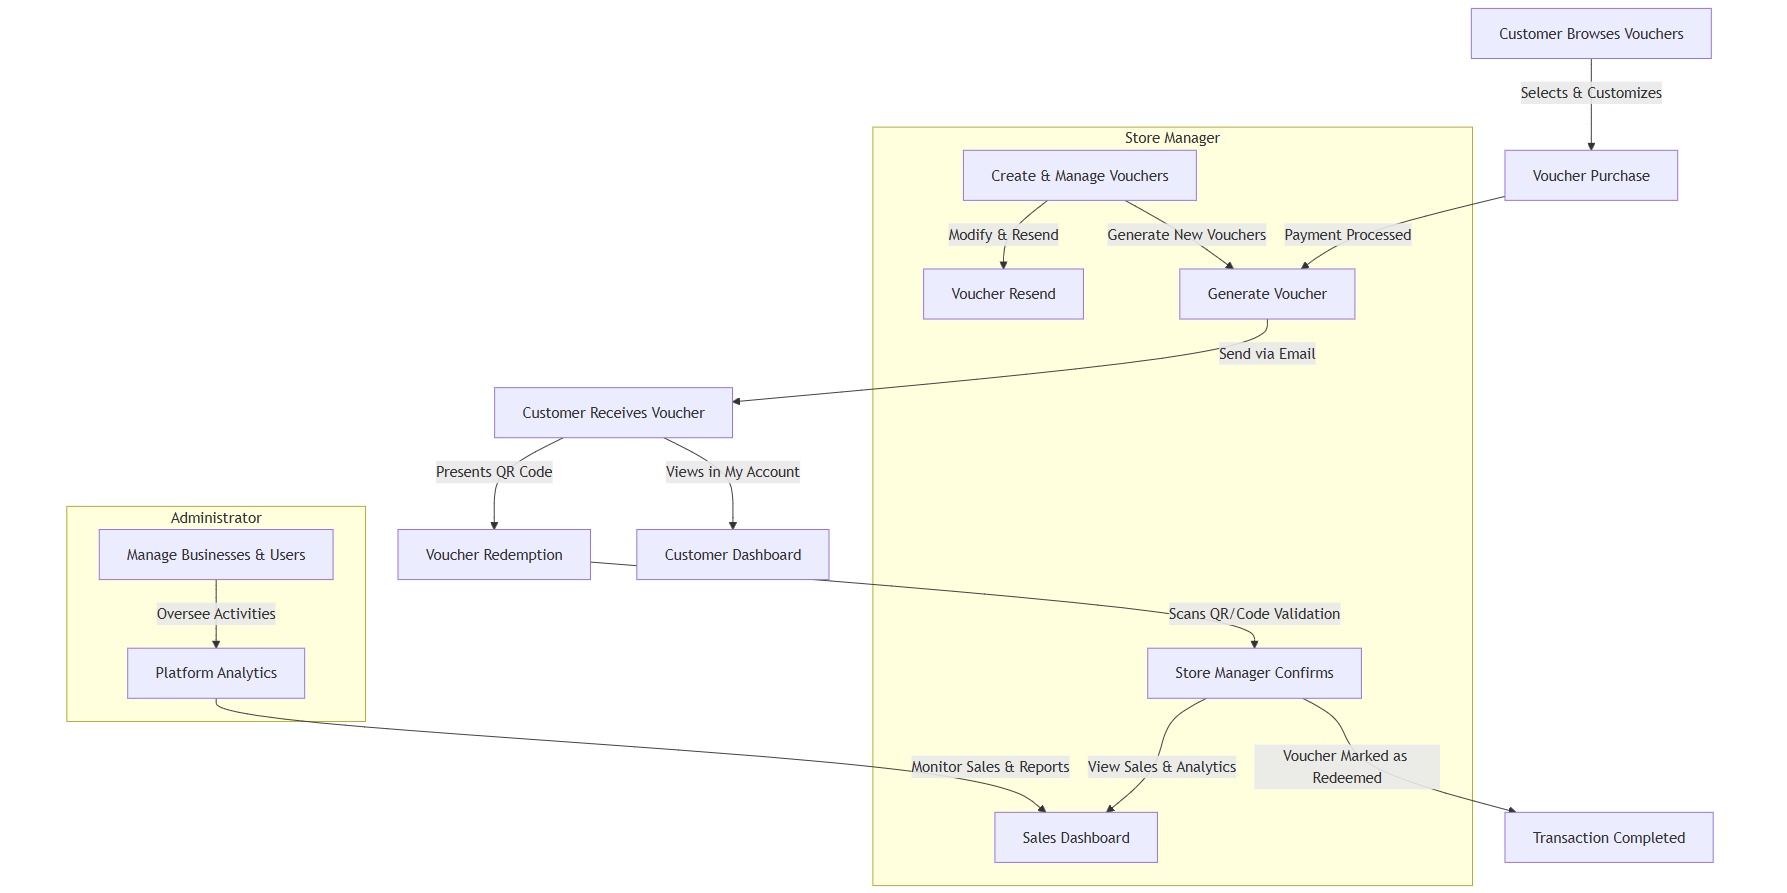 Customer Browses Vouchers
Selects & Customizes
Store Manager
Create & Manage Vouchers
Voucher Purchase
Modify & Resend
Generate New Vouchers
Payment Processed
Voucher Resend
Generate Voucher
Send via Email
Customer Receives Voucher
Presents QR Code
Views in My Account
Administrator
Manage Businesses & Users
Voucher Redemption
Customer Dashboard
Oversee Activities
Scans QR/Code Validation
Platform Analytics
Store Manager Confirms
Monitor Sales & Reports
View Sales & Analytics
Voucher Marked as
Redeemed
Sales Dashboard
Transaction Completed